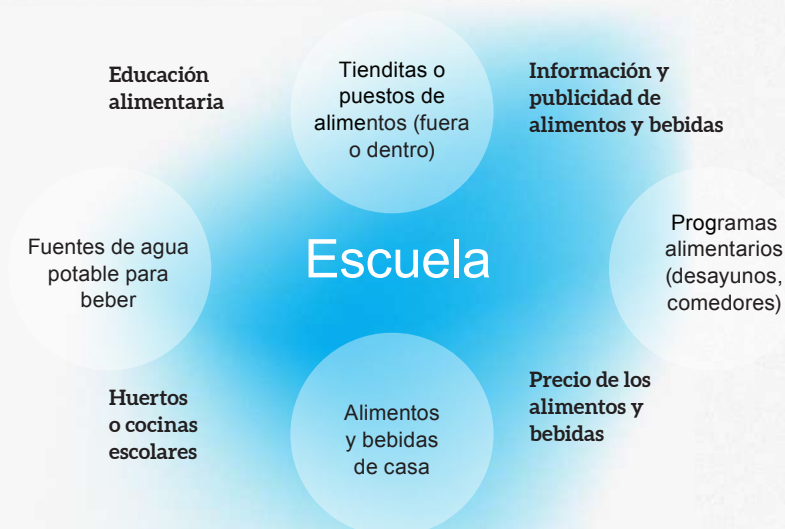 Educación
alimentaria
Tienditas o
puestos de
alimentos (fuera
o dentro)
Información y
publicidad de
alimentos y bebidas
Fuentes de agua
potable para
beber
Escuela
Programas
alimentarios
(desayunos,
comedores)
Huertos
o cocinas
escolares
Alimentos
y bebidas
de casa
Precio de los
alimentos y
bebidas